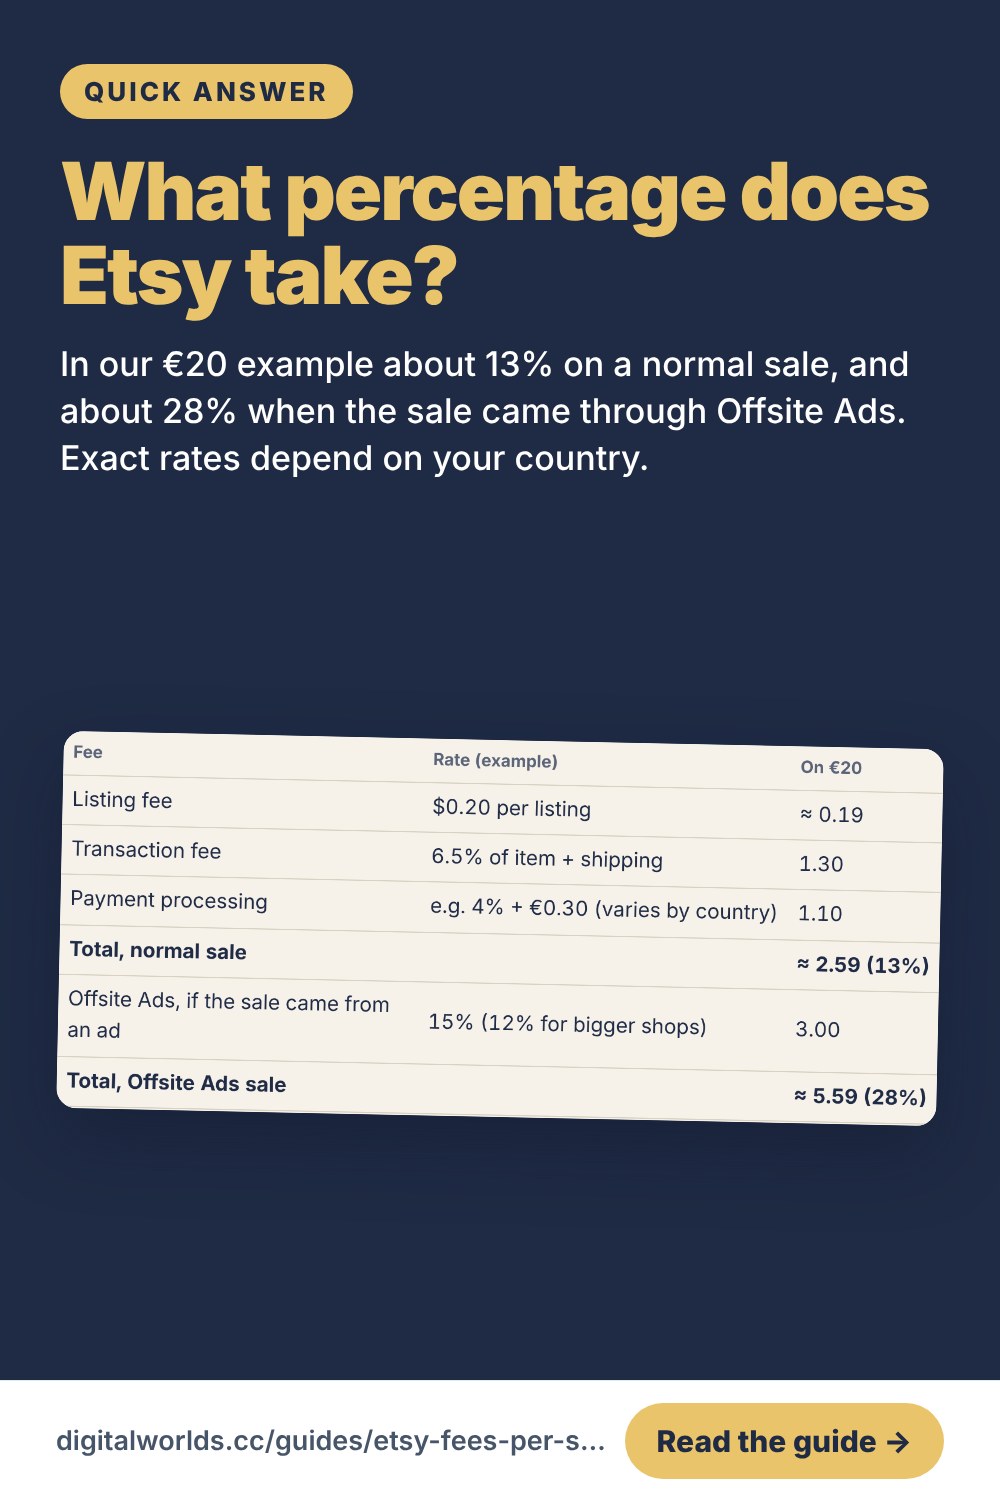 QUICK ANSWER
What percentage does
Etsy take?
In our €20 example about 13% on a normal sale, and
about 28% when the sale came through Offsite Ads.
Exact rates depend on your country.
Fee Rate (example) On €20
Listing fee $0.20 per listing ≈ 0.19
Transaction fee 6.5% of item + shipping 1.30
Payment processing e.g. 4% + €0.30 (varies by country) 1.10
Total, normal sale ≈ 2.59 (13%)
Offsite Ads, if the sale came from
an ad 15% (12% for bigger shops) 3.00
Total, Offsite Ads sale ≈ 5.59 (28%)
digitalworlds.cc/guides/etsy-fees-per-s... Read the guide →